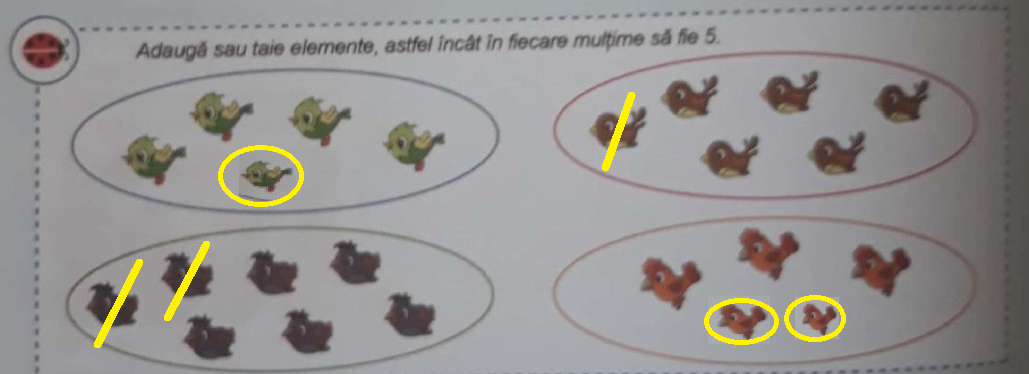 Adaugă sau taie elemente, astfel încât în fiecare mulțime să fie 5.